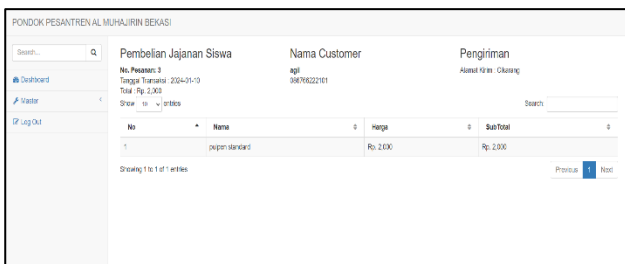 PONDOK PESANTREN AL MUHAJIRIN BEKASI
Search...
Dashboard
Master
Log Out
Pembelian Jajanan Siswa
No. Pesanan: 3
Tanggal Transaksi : 2024-01-10
Total : Rp. 2,000
Nama Customer
agil
Pengiriman
Alamat Kirim : Cikarang
Show 10 entries
Search:
No Nama Harga SubTotal
1 pulpen standard Rp. 2,000 Rp. 2,000
Showing 1 to 1 of 1 entries
Previous 1 Next